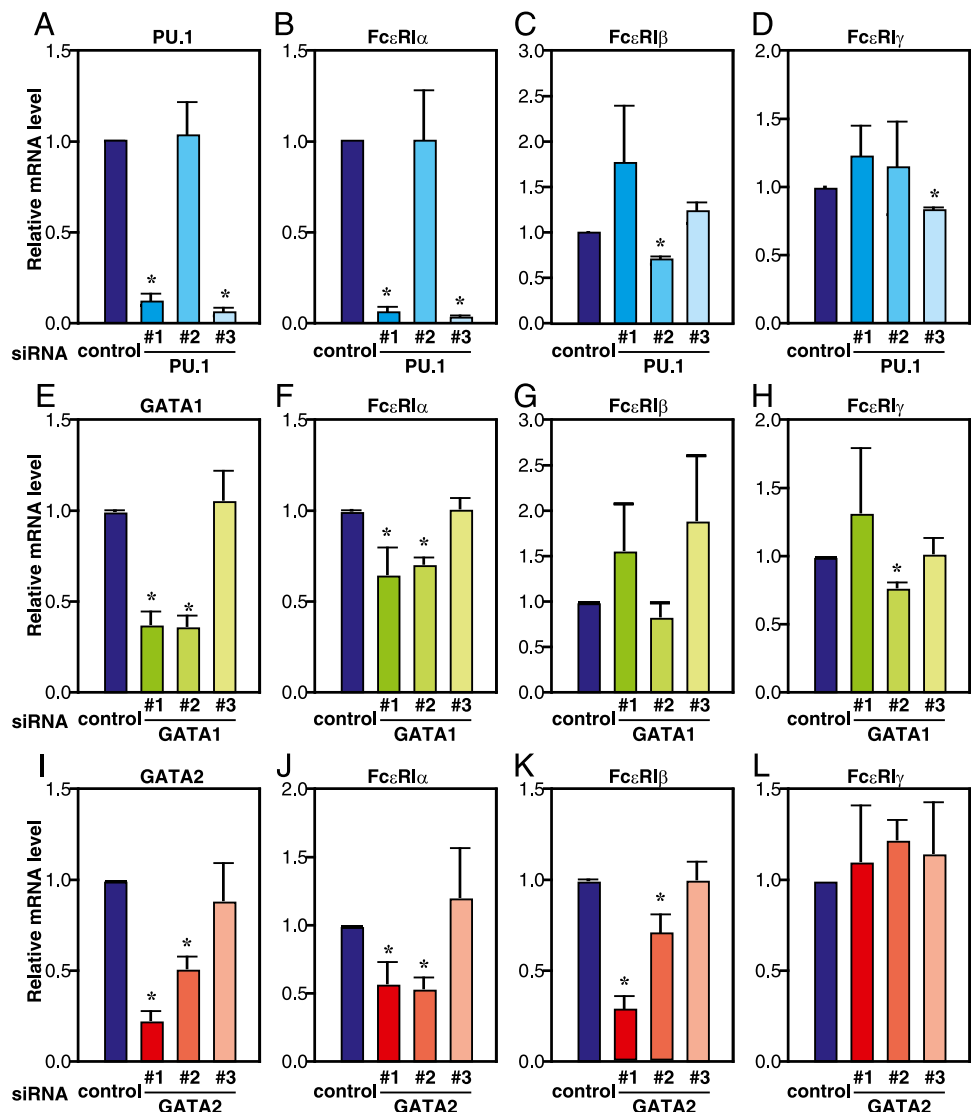 A
PU.1
B
FcεRIα
C
FcεRIβ
D
FcεRIγ
Relative mRNA level
1.5
1.0
0.5
0.0
* *
1.5
1.0
0.5
0.0
* *
3.0
2.5
2.0
1.5
1.0
0.5
0.0
*
2.0
1.5
1.0
0.5
0.0
*
siRNA control #1 #2 #3 control #1 #2 #3 control #1 #2 #3 control #1 #2 #3
PU.1 PU.1 PU.1 PU.1
E
GATA1
F
FcεRIα
G
FcεRIβ
H
FcεRIγ
Relative mRNA level
1.5
1.0
0.5
0.0
* *
1.5
1.0
0.5
0.0
* *
3.0
2.5
2.0
1.5
1.0
0.5
0.0
2.0
1.5
1.0
0.5
0.0
*
siRNA control #1 #2 #3 control #1 #2 #3 control #1 #2 #3 control #1 #2 #3
GATA1 GATA1 GATA1 GATA1
I
GATA2
J
FcεRIα
K
FcεRIβ
L
FcεRIγ
Relative mRNA level
1.5
1.0
0.5
0.0
* *
2.0
1.5
1.0
0.5
0.0
* *
1.5
1.0
0.5
0.0
* *
1.5
1.0
0.5
0.0
siRNA control #1 #2 #3 control #1 #2 #3 control #1 #2 #3 control #1 #2 #3
GATA2 GATA2 GATA2 GATA2